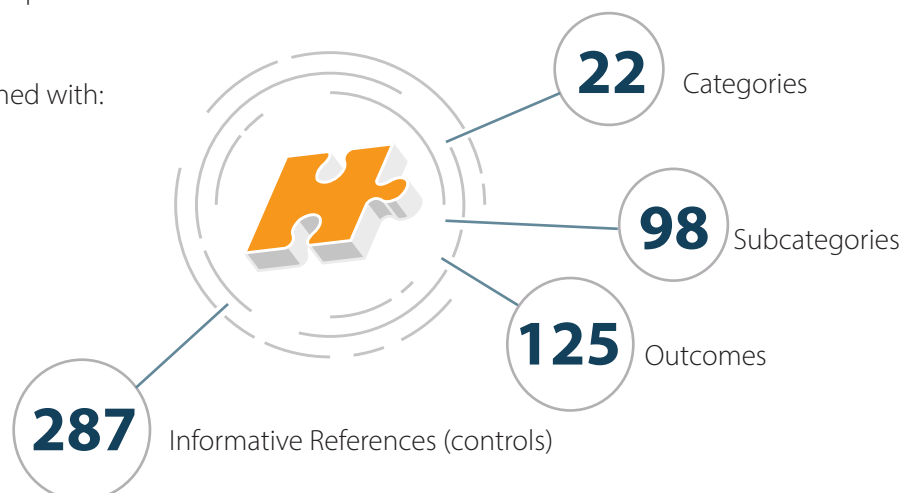 22 Categories
ned with:
98 Subcategories
125 Outcomes
287 Informative References (controls)